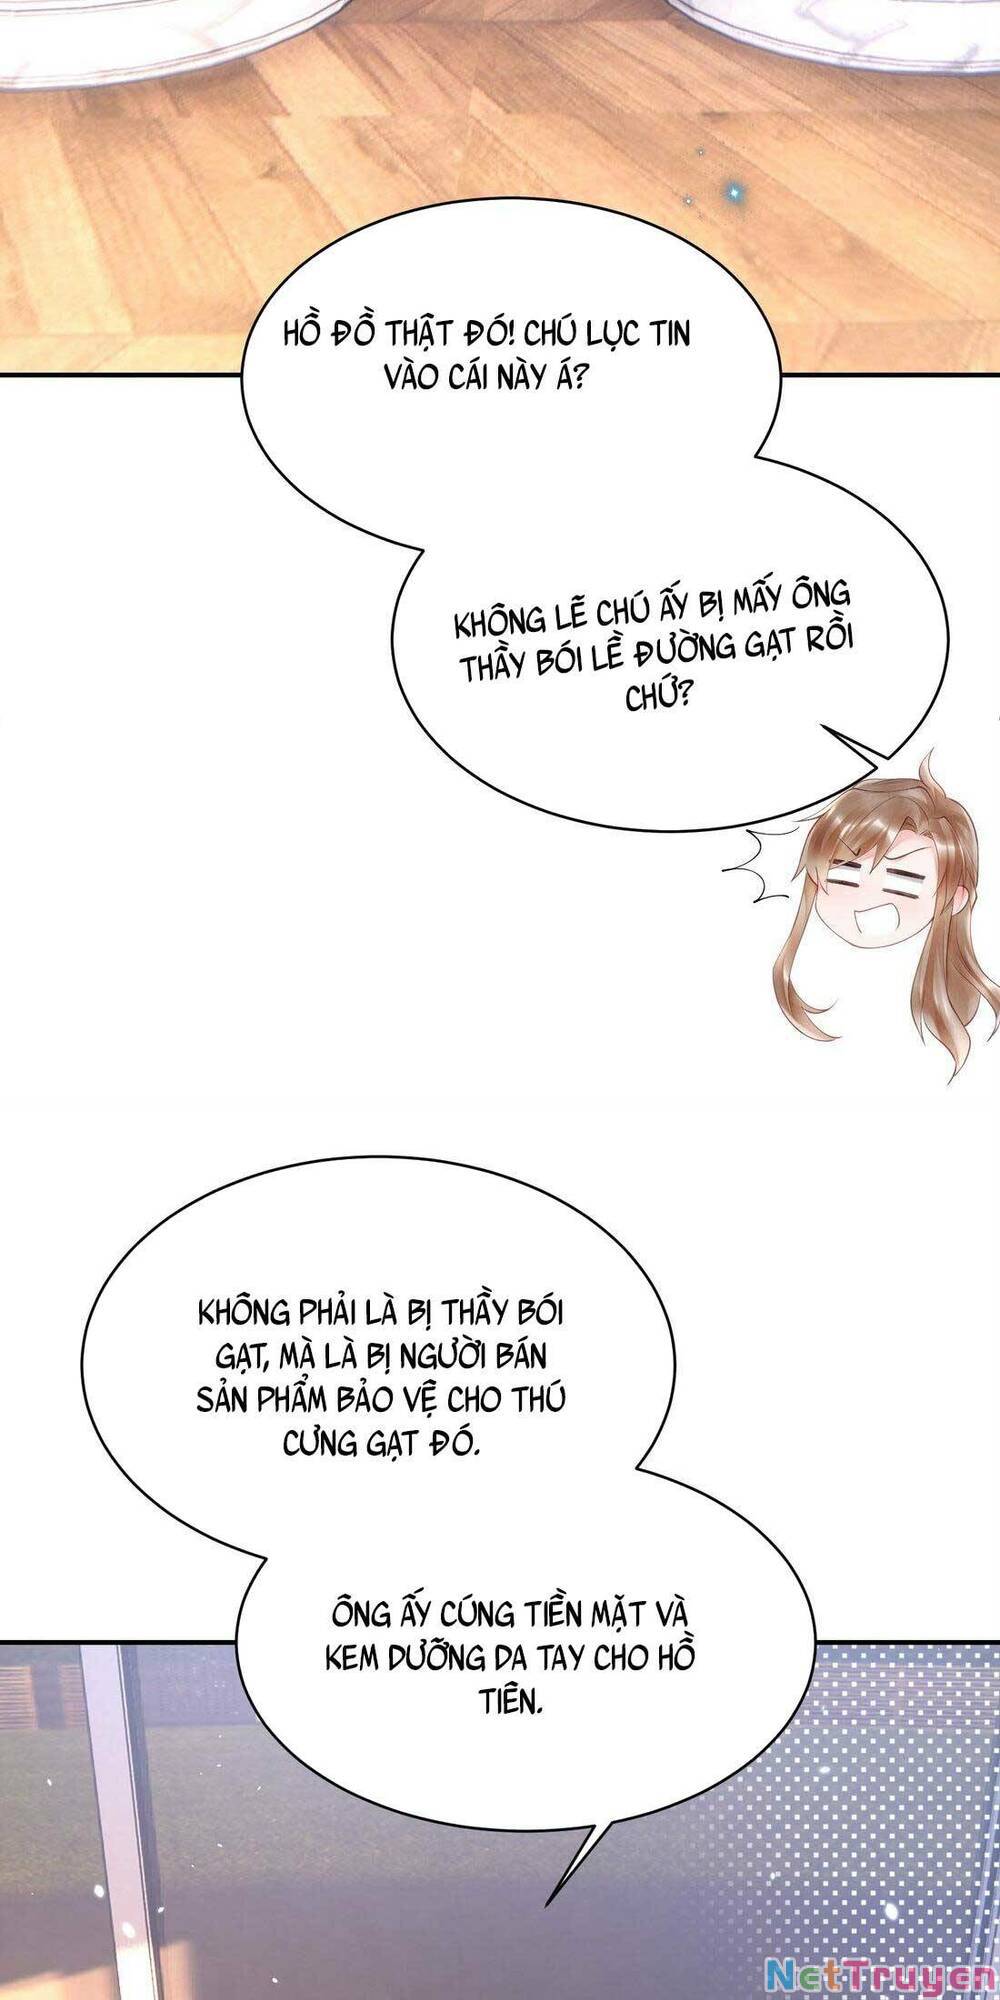 HỒ ĐỒ THẬT ĐÓ! CHÚ LỤC TIN
VÀO CÁI NÀY Á?
KHÔNG LẼ CHÚ ẤY BỊ MẤY ÔNG
THẦY BÓI LỀ ĐƯỜNG GẠT RỒI
CHỨ?
KHÔNG PHẢI LÀ BỊ THẦY BÓI
GẠT, MÀ LÀ BỊ NGƯỜI BÁN
SẢN PHẨM BẢO VỆ CHO THÚ
CƯNG GẠT ĐÓ.
ÔNG ẤY CÚNG TIỀN MẶT VÀ
KEM DƯỠNG DA TAY CHO HỒ
TIÊN.
NetTruyen